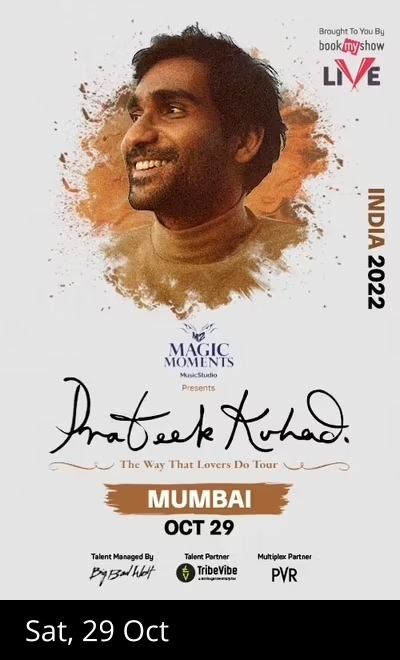 Brought To You By
bookmyshow
LIVE
INDIA 2022
M2
MAGIC
MOMENTS
MusicStudio
Presents
Prateek Kuhad.
The Way That Lovers Do Tour
MUMBAI
OCT 29
Talent Managed By
Big Bad Wolf
Talent Partner
TribeVibe
Multiplex Partner
PVR
Sat, 29 Oct